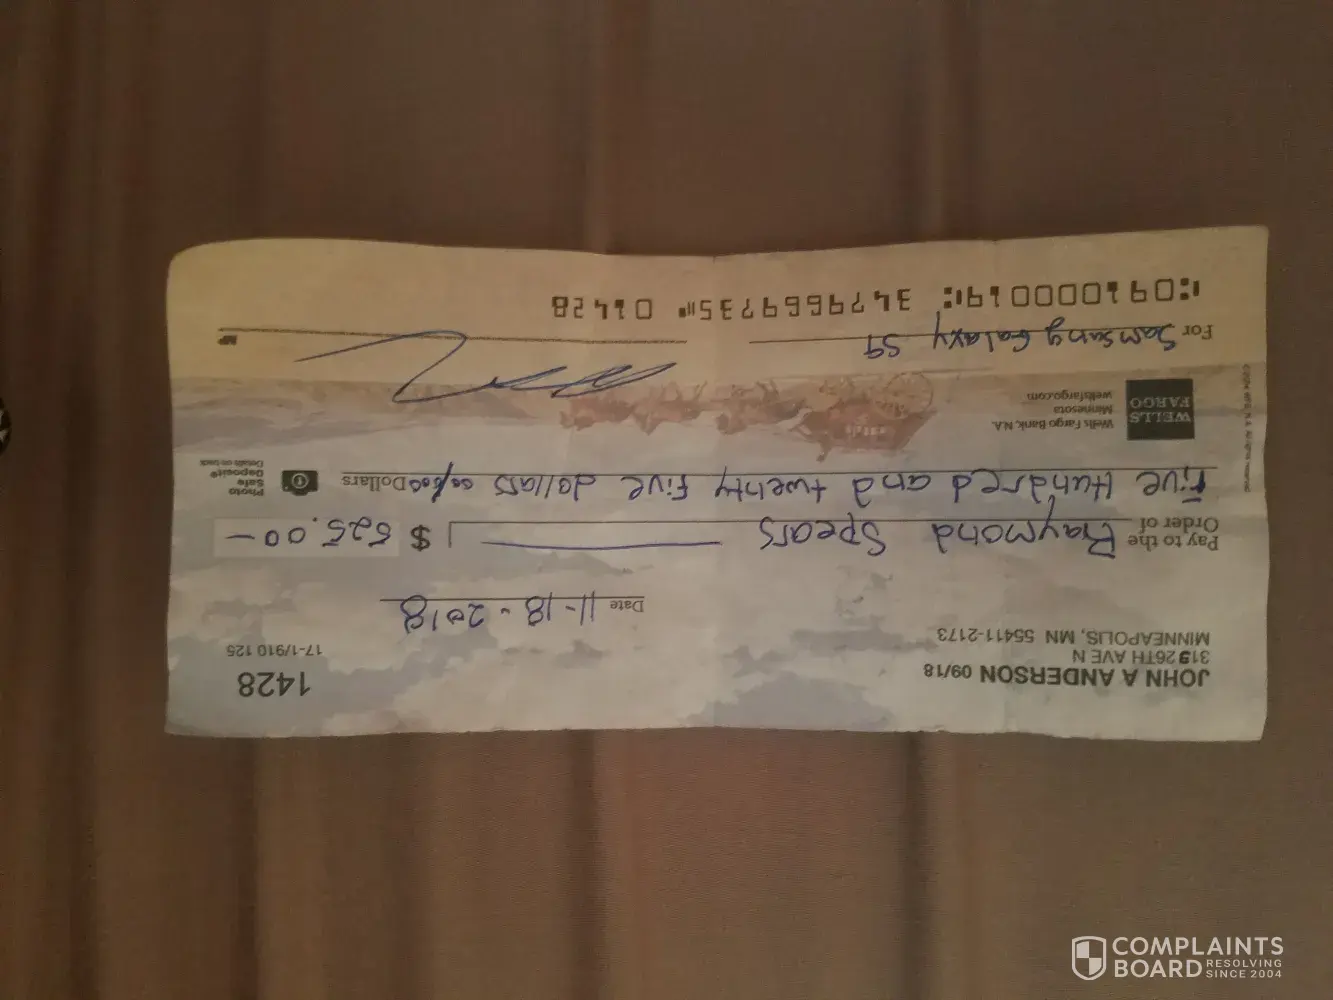 JOHN A ANDERSON 09/18
319 26TH AVE N
MINNEAPOLIS, MN 55411-2173
1428
17-1/910 125
Date 11-18-2018
Pay to the Order of Raymond Spears $ 525.00 —
Five Hundred and twenty five dollars Dollars
Photo
Safe
Deposit®
Details on back
WELLS
FARGO
Wells Fargo Bank, N.A.
Minnesota
wellsfargo.com
For Samsung Galaxy S9
MP
⑆091000019⑆ 3479669735⑈ 01428
COMPLAINTS
BOARD RESOLVING
SINCE 2004